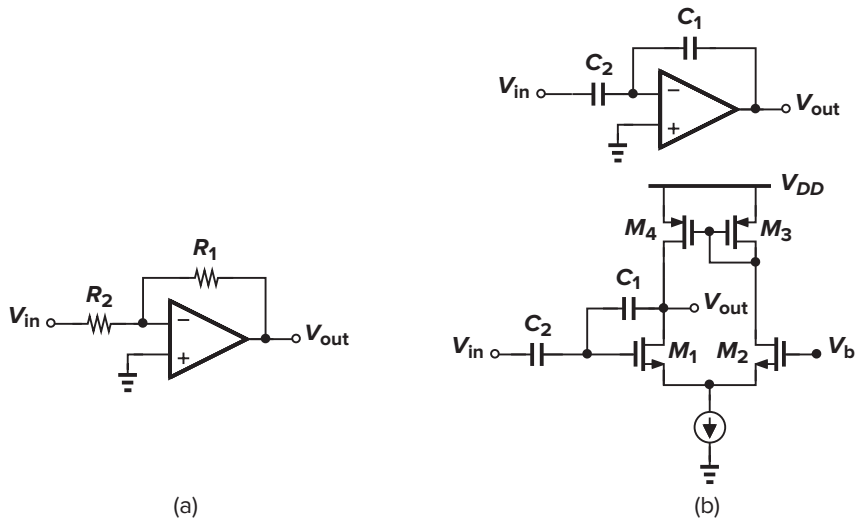 C1
C2
Vin
−
+
Vout
VDD
M4
M3
R1
R2
Vin
−
+
Vout
C1
Vout
C2
Vin
M1
M2
Vb
(a)
(b)